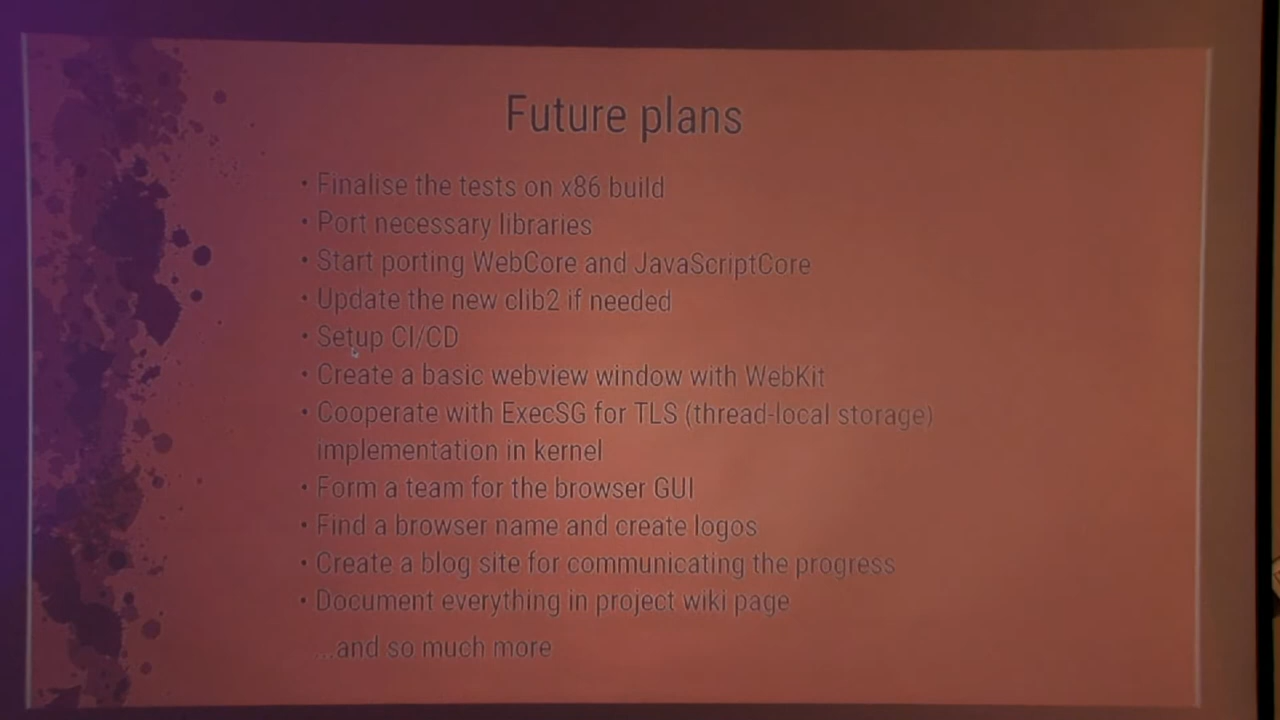 Future plans
• Finalise the tests on x86 build
• Port necessary libraries
• Start porting WebCore and JavaScriptCore
• Update the new clib2 if needed
• Setup CI/CD
• Create a basic webview window with WebKit
• Cooperate with ExecSG for TLS (thread-local storage)
implementation in kernel
• Form a team for the browser GUI
• Find a browser name and create logos
• Create a blog site for communicating the progress
• Document everything in project wiki page
...and so much more